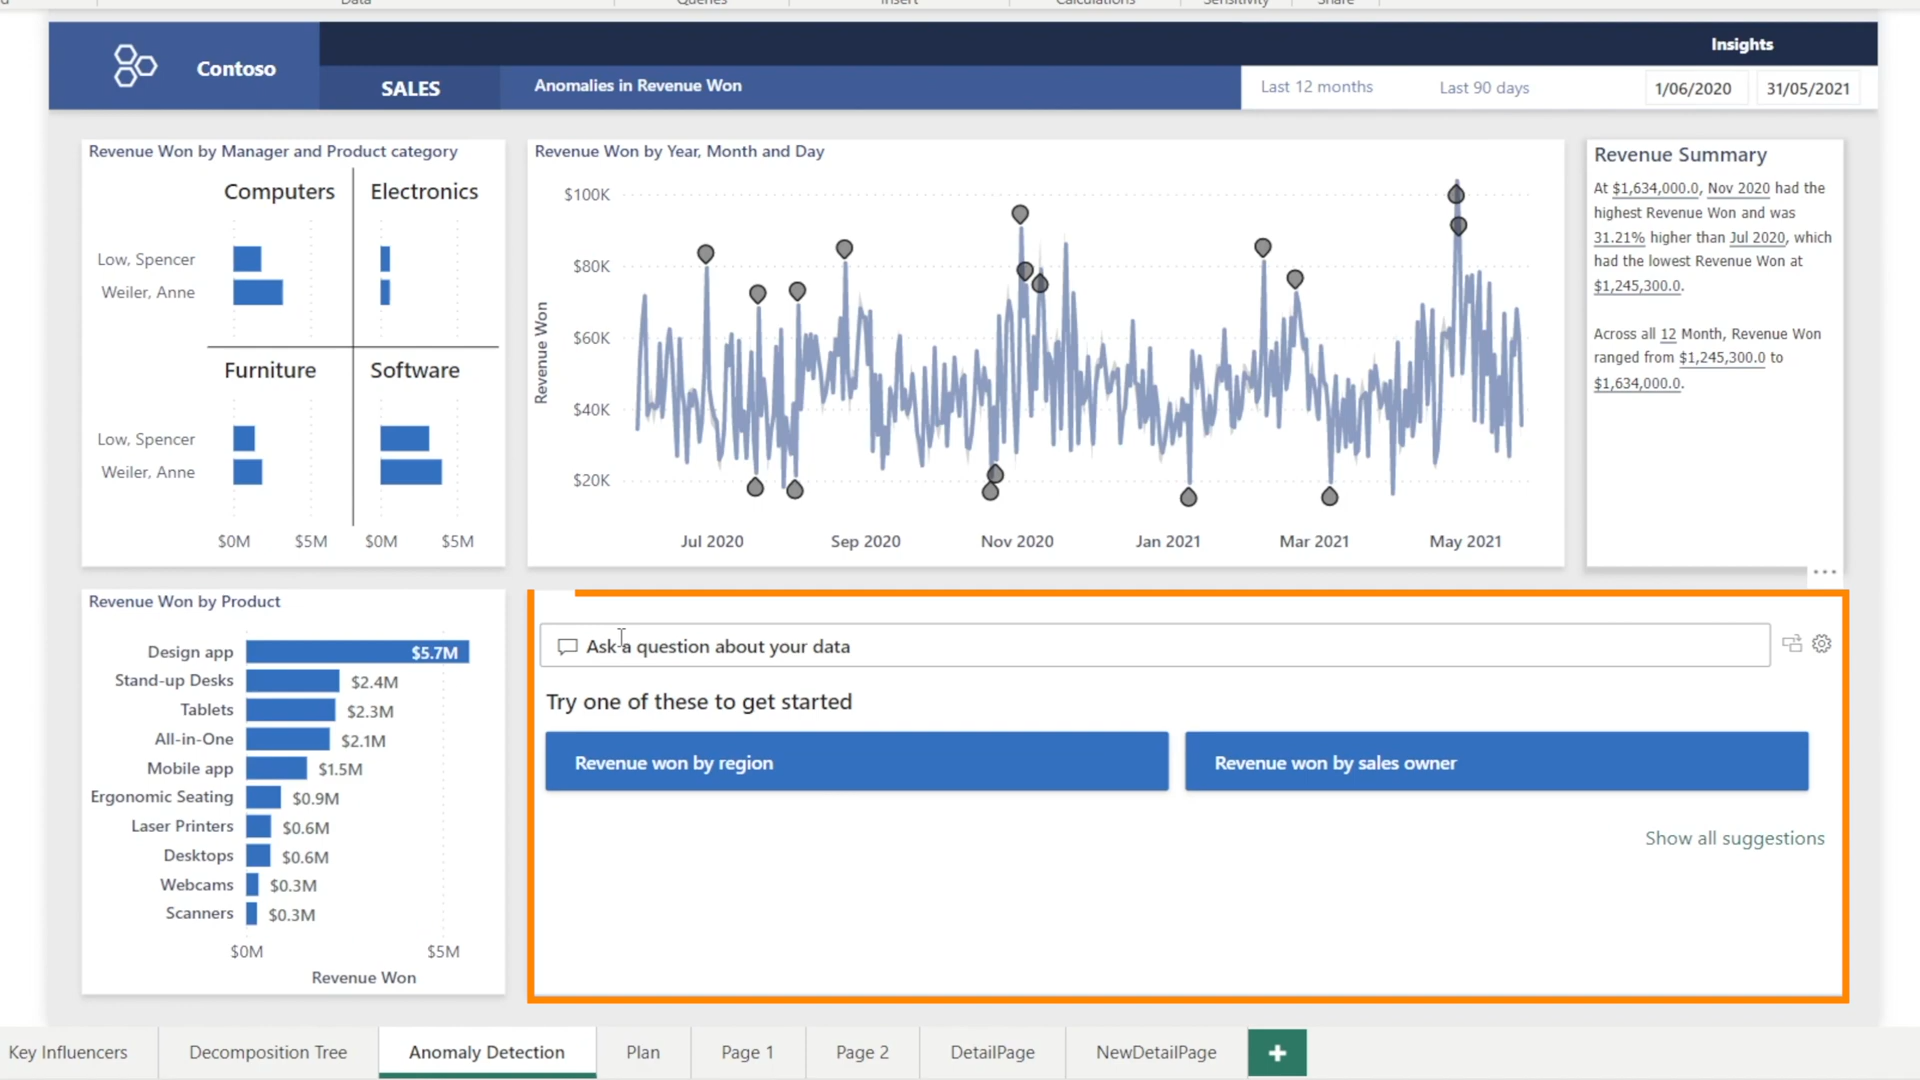 Data
Queries
Insert
Calculations
Sensitivity
Share
Contoso
SALES
Anomalies in Revenue Won
Insights
Last 12 months
Last 90 days
1/06/2020
31/05/2021
Revenue Won by Manager and Product category
Computers
Electronics
Low, Spencer
Weiler, Anne
Furniture
Software
Low, Spencer
Weiler, Anne
$0M
$5M
$0M
$5M
Revenue Won by Year, Month and Day
Revenue Won
$100K
$80K
$60K
$40K
$20K
Jul 2020
Sep 2020
Nov 2020
Jan 2021
Mar 2021
May 2021
Revenue Summary
At $1,634,000.0, Nov 2020 had the
highest Revenue Won and was
31.21% higher than Jul 2020, which
had the lowest Revenue Won at
$1,245,300.0.
Across all 12 Month, Revenue Won
ranged from $1,245,300.0 to
$1,634,000.0.
Revenue Won by Product
Design app $5.7M
Stand-up Desks $2.4M
Tablets $2.3M
All-in-One $2.1M
Mobile app $1.5M
Ergonomic Seating $0.9M
Laser Printers $0.6M
Desktops $0.6M
Webcams $0.3M
Scanners $0.3M
$0M
$5M
Revenue Won
Ask a question about your data
Try one of these to get started
Revenue won by region
Revenue won by sales owner
Show all suggestions
Key Influencers
Decomposition Tree
Anomaly Detection
Plan
Page 1
Page 2
DetailPage
NewDetailPage